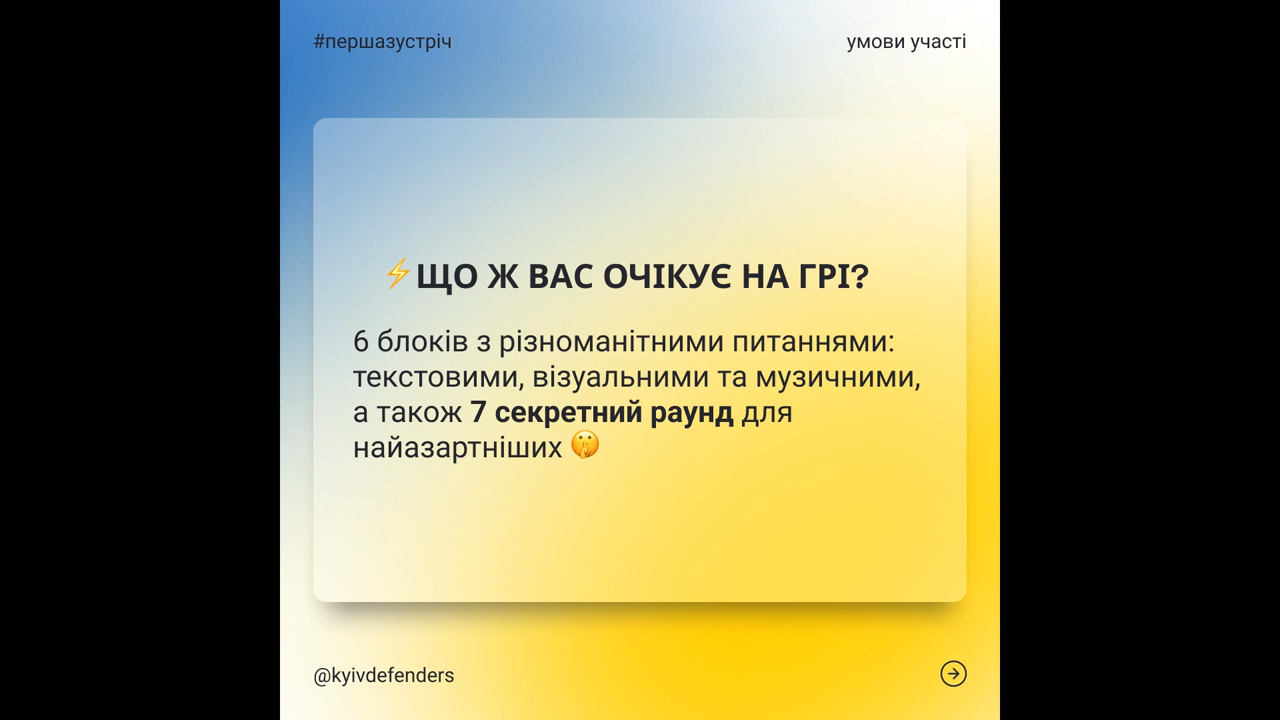 #першазустріч
умови участі
⚡ЩО Ж ВАС ОЧІКУЄ НА ГРІ?
6 блоків з різноманітними питаннями:
текстовими, візуальними та музичними,
а також 7 секретний раунд для
найазартніших 🤫
@kyivdefenders